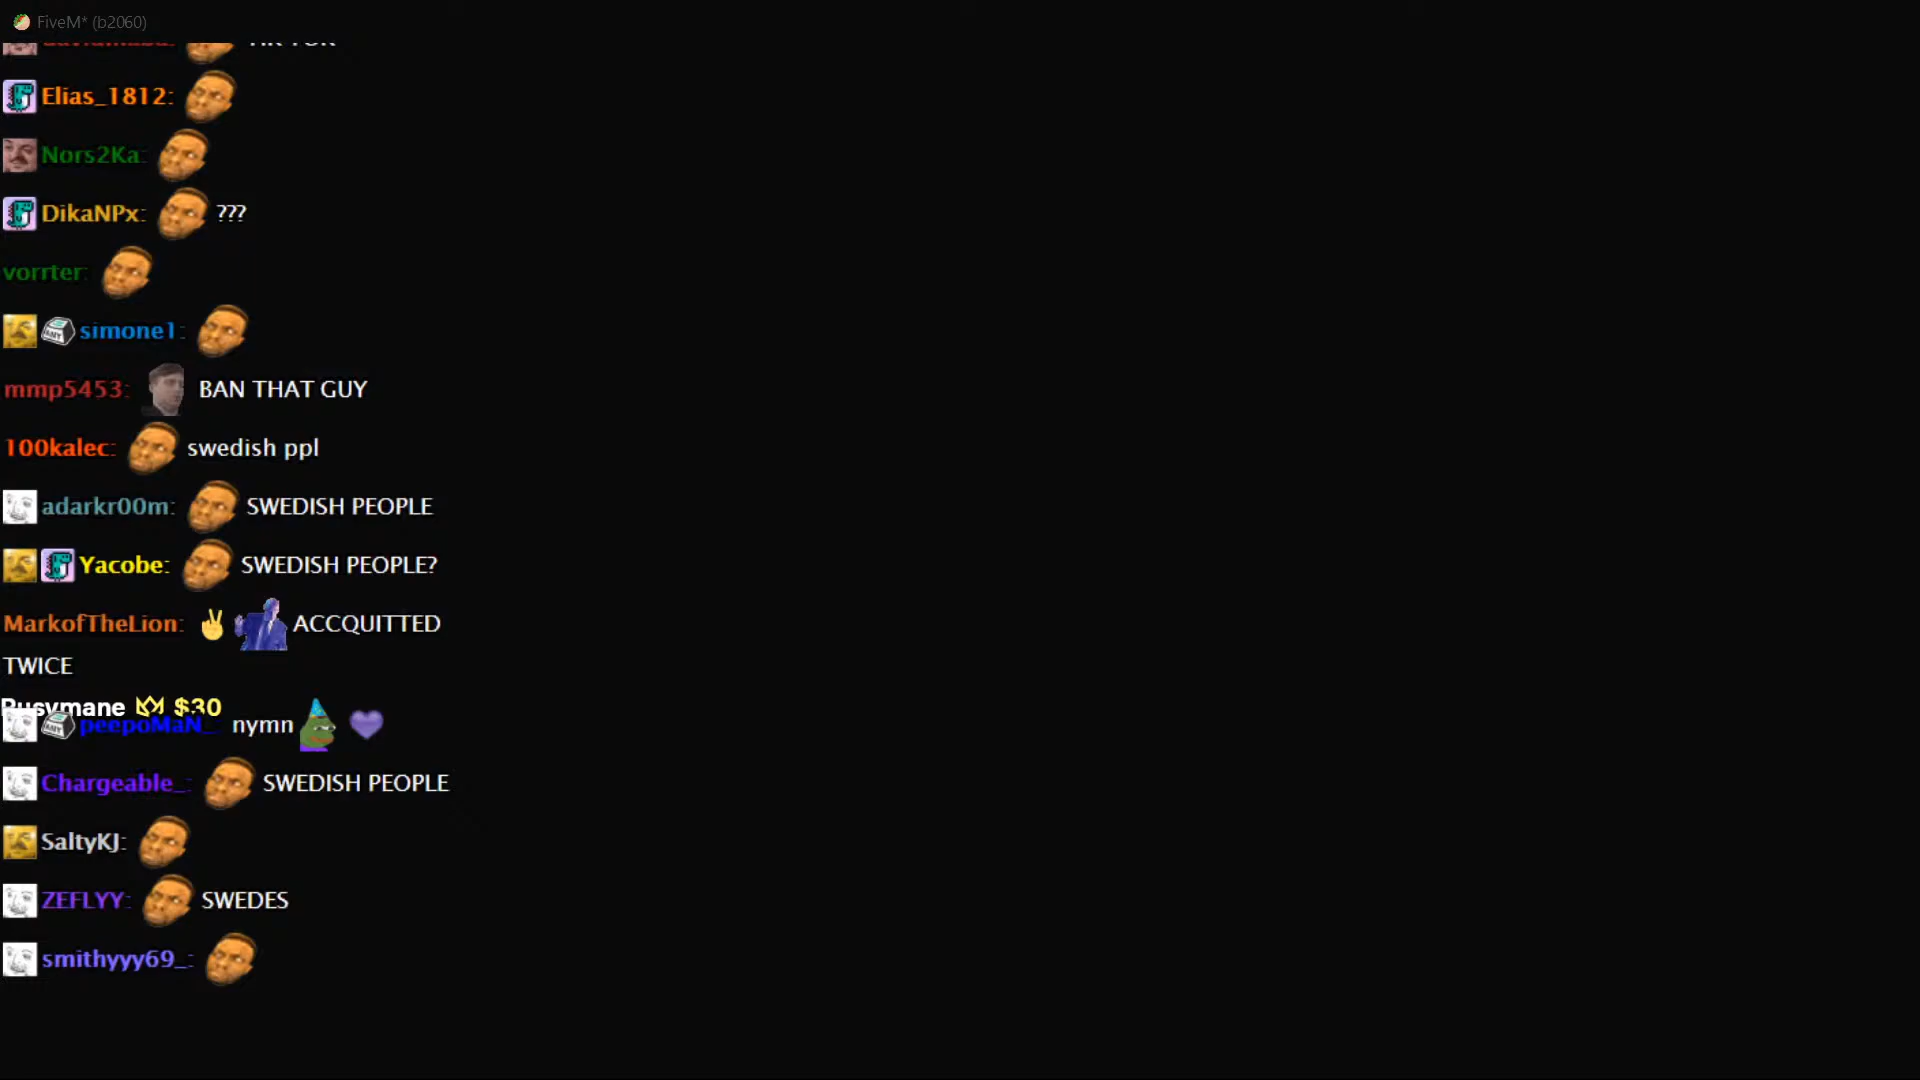 FiveM* (b2060)
Elias_1812:
Nors2Ka:
DikaNPx: ???
vorrter:
simone1:
mmp5453: BAN THAT GUY
100kalec: swedish ppl
adarkr00m: SWEDISH PEOPLE
Yacobe: SWEDISH PEOPLE?
MarkofTheLion: ACCQUITTED
TWICE
$30
peepoMaN_: nymn
Chargeable_: SWEDISH PEOPLE
SaltyKJ:
ZEFLYY: SWEDES
smithyyy69_: